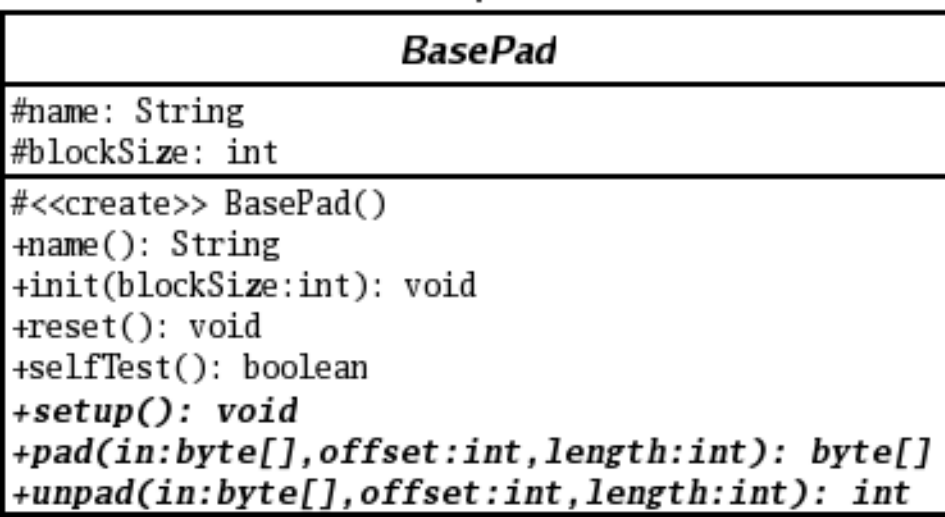 BasePad
#name: String
#blockSize: int
#<<create>> BasePad()
+name(): String
+init(blockSize:int): void
+reset(): void
+selfTest(): boolean
+setup(): void
+pad(in:byte[],offset:int,length:int): byte[]
+unpad(in:byte[],offset:int,length:int): int